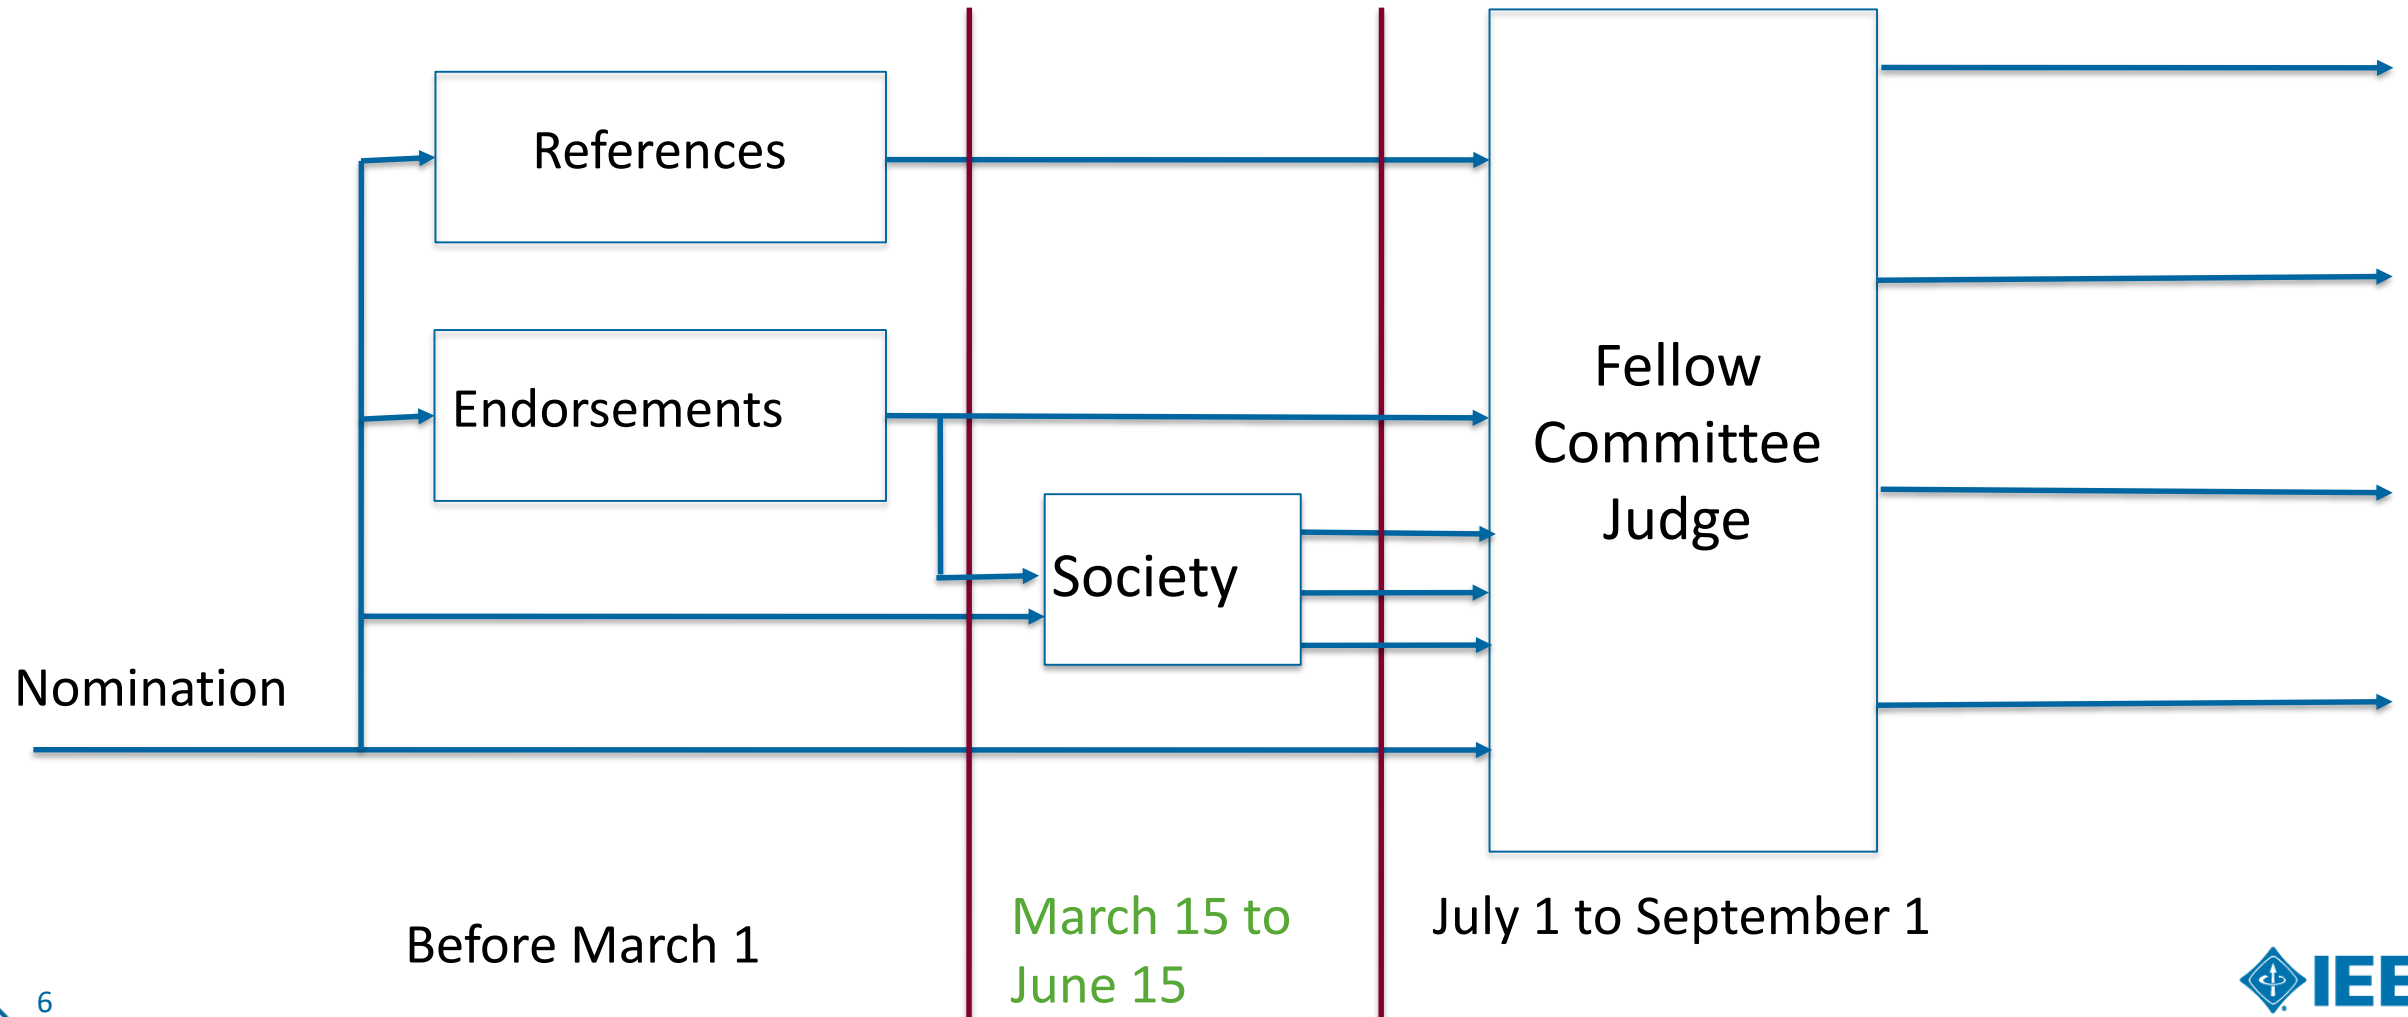 References
Endorsements
Society
Nomination
Fellow
Committee
Judge
Before March 1
March 15 to
June 15
July 1 to September 1
6